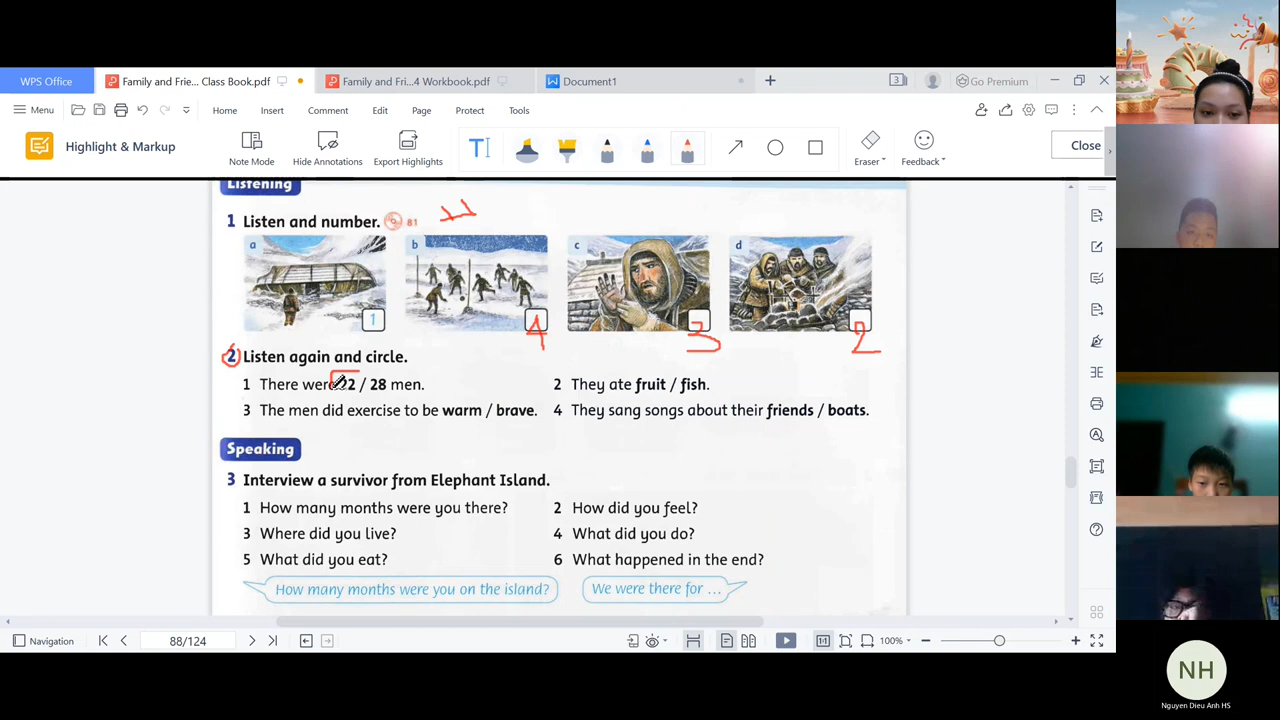 WPS Office
Family and Frie... Class Book.pdf
Family and Fri...4 Workbook.pdf
Document1
3
Go Premium
Menu
Home
Insert
Comment
Edit
Page
Protect
Tools
Highlight & Markup
Note Mode
Hide Annotations
Export Highlights
Eraser
Feedback
Close
Listening
1 Listen and number. 81
a
b
c
d
1
4
3
2
2 Listen again and circle.
1 There were 22 / 28 men.
2 They ate fruit / fish.
3 The men did exercise to be warm / brave.
4 They sang songs about their friends / boats.
Speaking
3 Interview a survivor from Elephant Island.
1 How many months were you there?
2 How did you feel?
3 Where did you live?
4 What did you do?
5 What did you eat?
6 What happened in the end?
How many months were you on the island?
We were there for ...
Navigation
88/124
100%
NH
Nguyen Dieu Anh HS